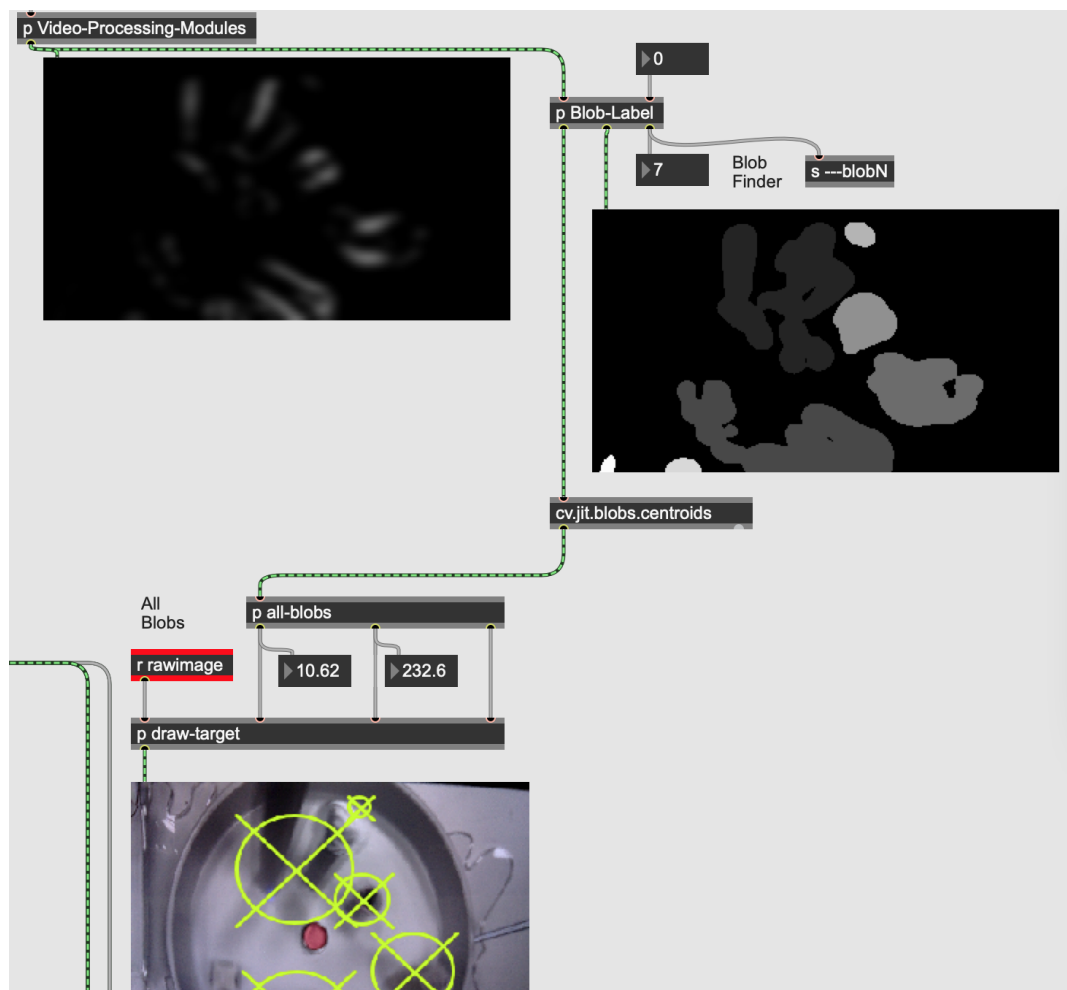 p Video-Processing-Modules
0
p Blob-Label
7
Blob
Finder
s ---blobN
cv.jit.blobs.centroids
All
Blobs
p all-blobs
r rawimage
10.62
232.6
p draw-target